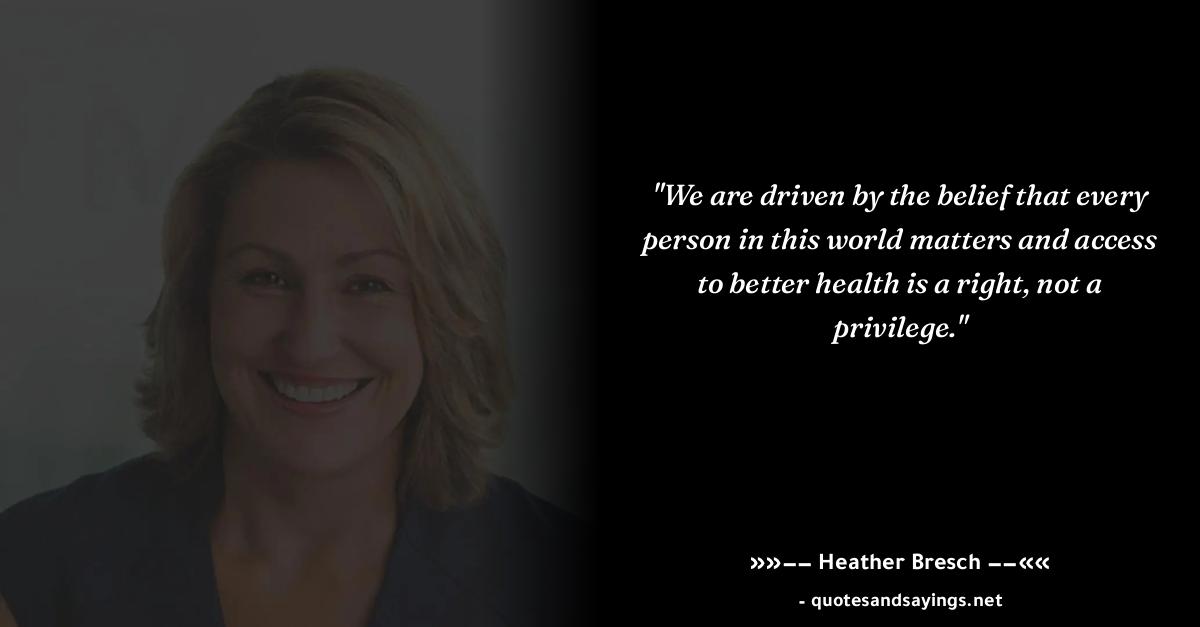 "We are driven by the belief that every
person in this world matters and access
to better health is a right, not a
privilege."
»»–– Heather Bresch ––««
- quotesandsayings.net